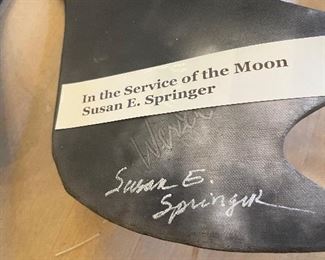 In the Service of the Moon
Susan E. Springer
Susan E.
Springer